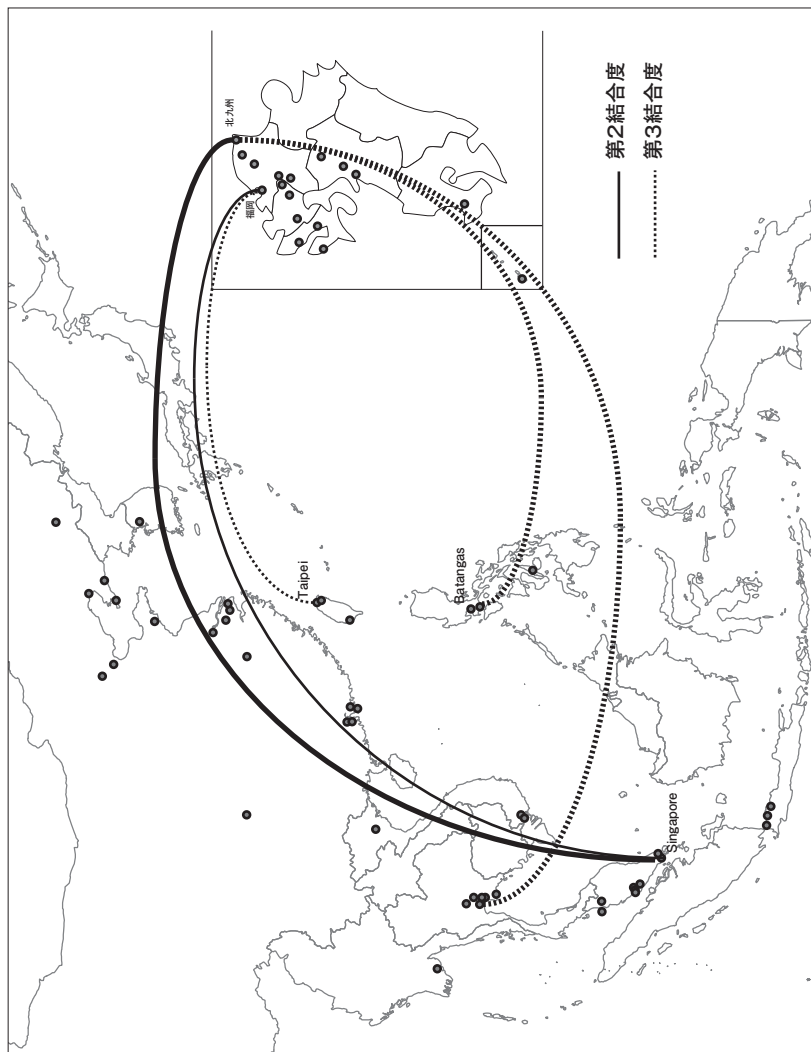 北九州
福岡
Taipei
Batangas
Singapore
第2結合度
第3結合度